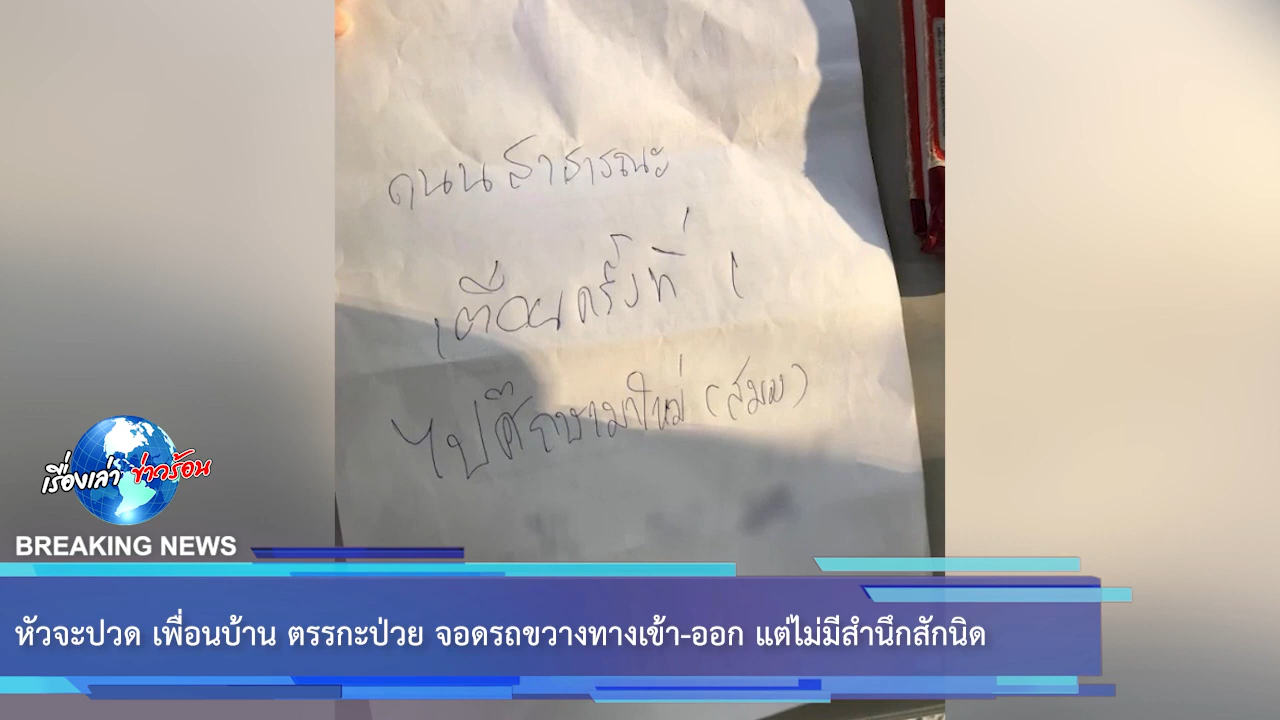 ถนนสาธารณะ
เตือนครั้งที่ 1
ไปศึกษามาใหม่
เรื่องเล่า ข่าวร้อน
BREAKING NEWS
หัวจะปวด เพื่อนบ้าน ตรรกะป่วย จอดรถขวางทางเข้า-ออก แต่ไม่มีสำนึกสักนิด